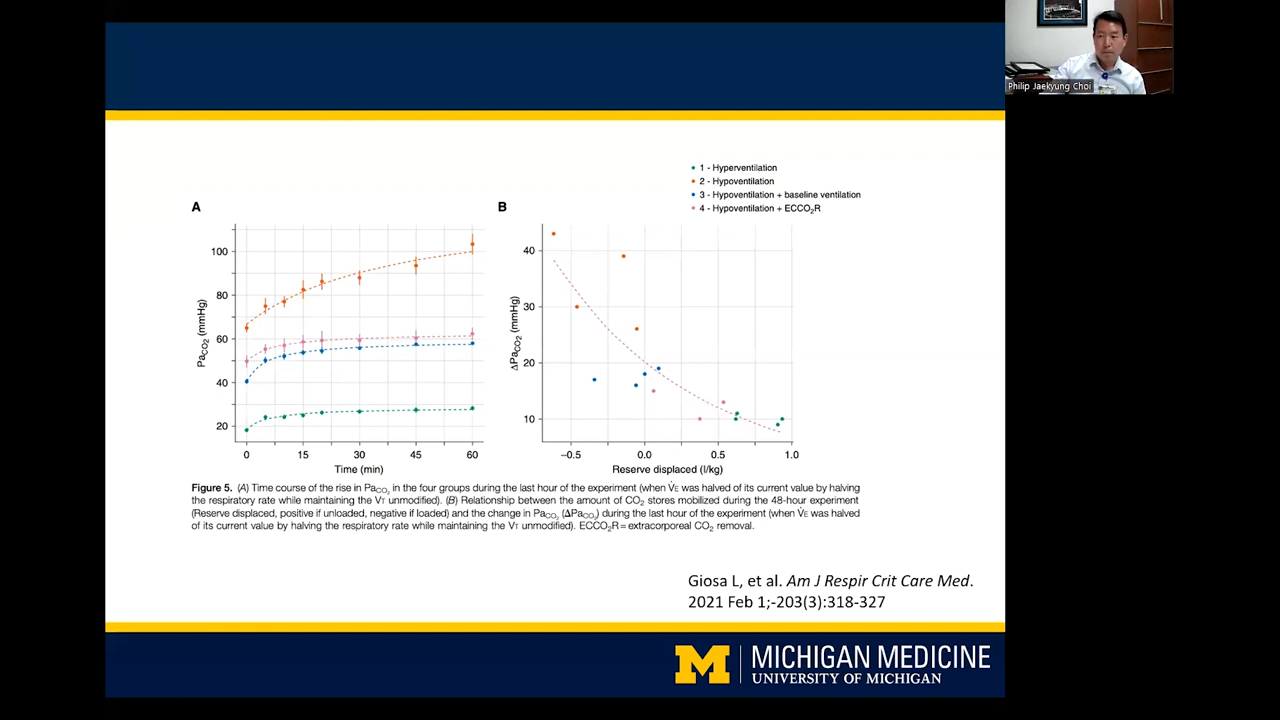 Philip Jaekyung Choi
1 - Hyperventilation
2 - Hypoventilation
3 - Hypoventilation + baseline ventilation
4 - Hypoventilation + ECCO₂R
A
B
100
80
60
40
20
PaCO₂ (mmHg)
0
15
30
45
60
Time (min)
40
30
20
10
ΔPaCO₂ (mmHg)
−0.5
0.0
0.5
1.0
Reserve displaced (l/kg)
Figure 5. (A) Time course of the rise in PaCO₂ in the four groups during the last hour of the experiment (when V̇E was halved of its current value by halving
the respiratory rate while maintaining the VT unmodified). (B) Relationship between the amount of CO₂ stores mobilized during the 48-hour experiment
(Reserve displaced, positive if unloaded, negative if loaded) and the change in PaCO₂ (ΔPaCO₂) during the last hour of the experiment (when V̇E was halved
of its current value by halving the respiratory rate while maintaining the VT unmodified). ECCO₂R = extracorporeal CO₂ removal.
Giosa L, et al. Am J Respir Crit Care Med.
2021 Feb 1;-203(3):318-327
M
MICHIGAN MEDICINE
UNIVERSITY OF MICHIGAN